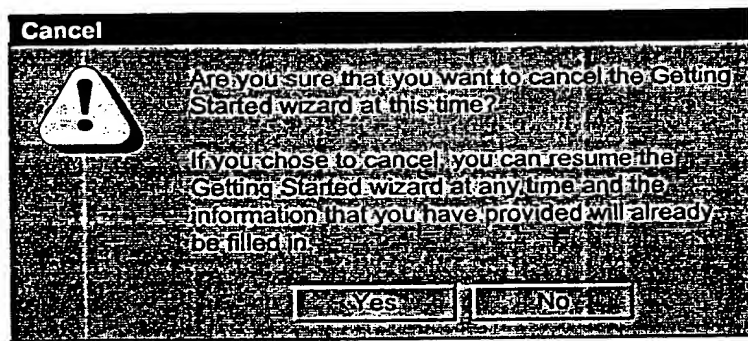 Cancel
Are you sure that you want to cancel the Getting
Started wizard at this time?
If you chose to cancel, you can resume the
Getting Started wizard at any time and the
information that you have provided will already
be filled in.
Yes
No